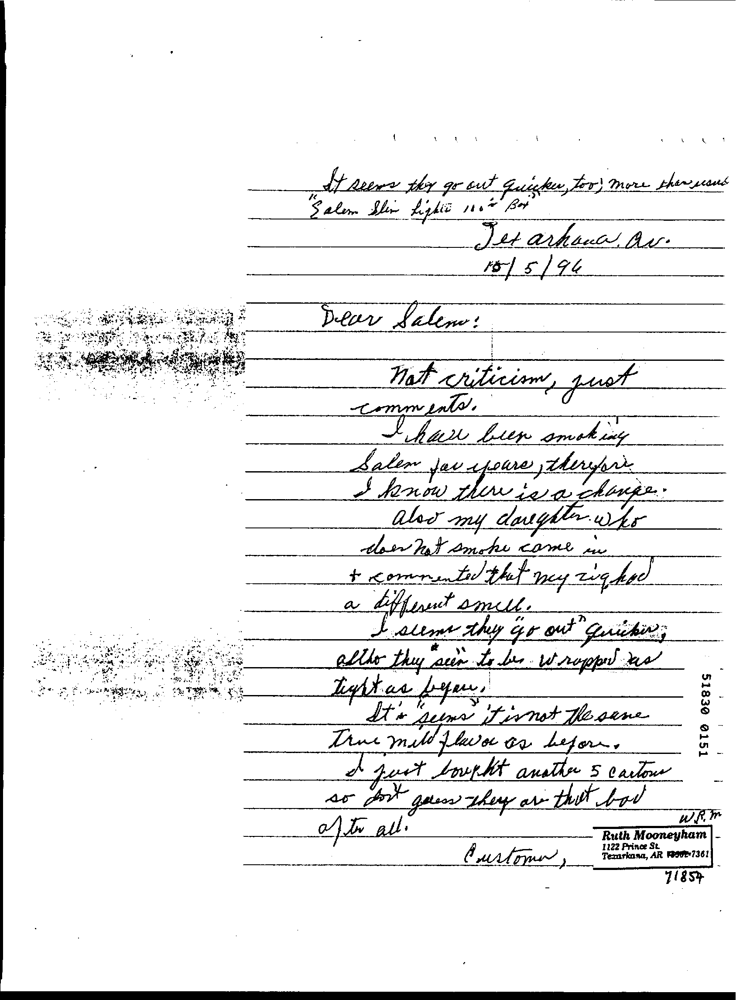 It seems they go out quicker, too, more than usual
"Salem Slim Lights 100's Box"
Texarkana, Ar.
10/5/94
Dear Salem:
Not criticism, just
comments.
I have been smoking
Salem for years, therefore
I know there is a change.
Also my daughter who
does not smoke came in
+ commented that my cig had
a different smell.
I seems they "go out" quicker,
altho they "seem to be wrapped as
tight as before.
It's "seems" it is not the same
True mild flavor as before.
I just bought another 5 cartons
so don't guess they are that bad
after all.
W.R.M
Customer,
Ruth Mooneyham
1122 Prince St.
Texarkana, AR 7361
71854
51830 0151